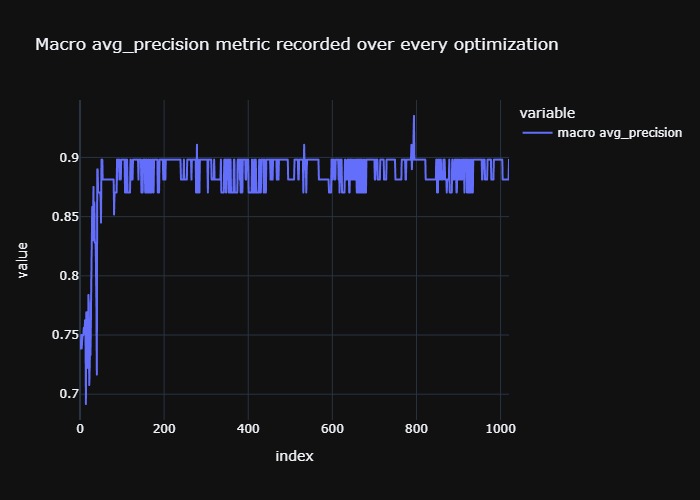 Macro avg_precision metric recorded over every optimization
variable
macro avg_precision
0.9
0.85
0.8
0.75
0.7
value
0 200 400 600 800 1000
index